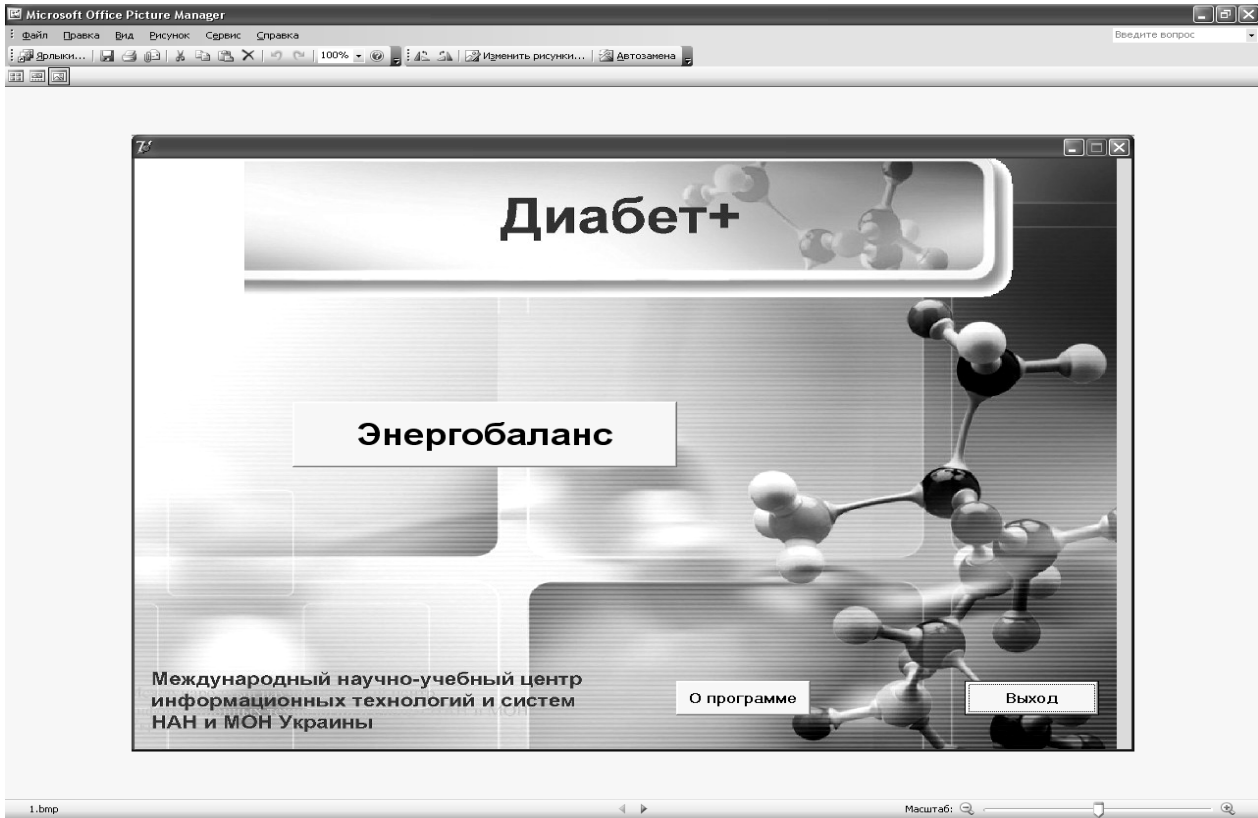 Microsoft Office Picture Manager
Файл Правка Вид Рисунок Сервис Справка
Введите вопрос
Ярлыки... 100% Изменить рисунки... Автозамена
Диабет+
Энергобаланс
Международный научно-учебный центр
информационных технологий и систем
НАН и МОН Украины
О программе
Выход
1.bmp
Масштаб: